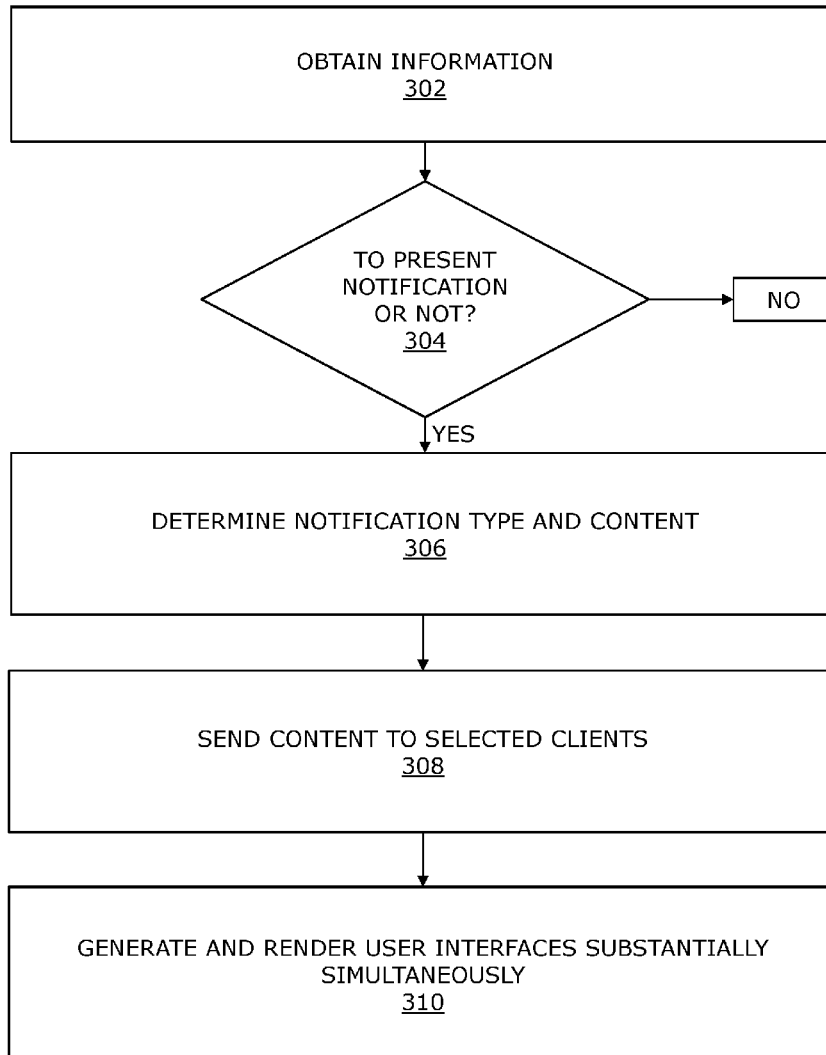 OBTAIN INFORMATION
302
TO PRESENT
NOTIFICATION
OR NOT?
304
NO
YES
DETERMINE NOTIFICATION TYPE AND CONTENT
306
SEND CONTENT TO SELECTED CLIENTS
308
GENERATE AND RENDER USER INTERFACES SUBSTANTIALLY
SIMULTANEOUSLY
310